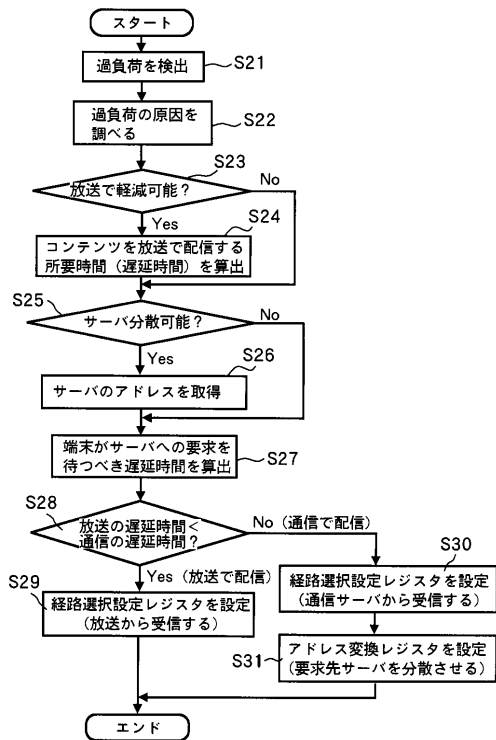 スタート
過負荷を検出
S21
過負荷の原因を
調べる
S22
S23
放送で軽減可能？
No
Yes
S24
コンテンツを放送で配信する
所要時間（遅延時間）を算出
S25
サーバ分散可能？
No
Yes
S26
サーバのアドレスを取得
端末がサーバへの要求を
待つべき遅延時間を算出
S27
S28
放送の遅延時間＜
通信の遅延時間？
No（通信で配信）
Yes（放送で配信）
S29
経路選択設定レジスタを設定
（放送から受信する）
S30
経路選択設定レジスタを設定
（通信サーバから受信する）
S31
アドレス変換レジスタを設定
（要求先サーバを分散させる）
エンド